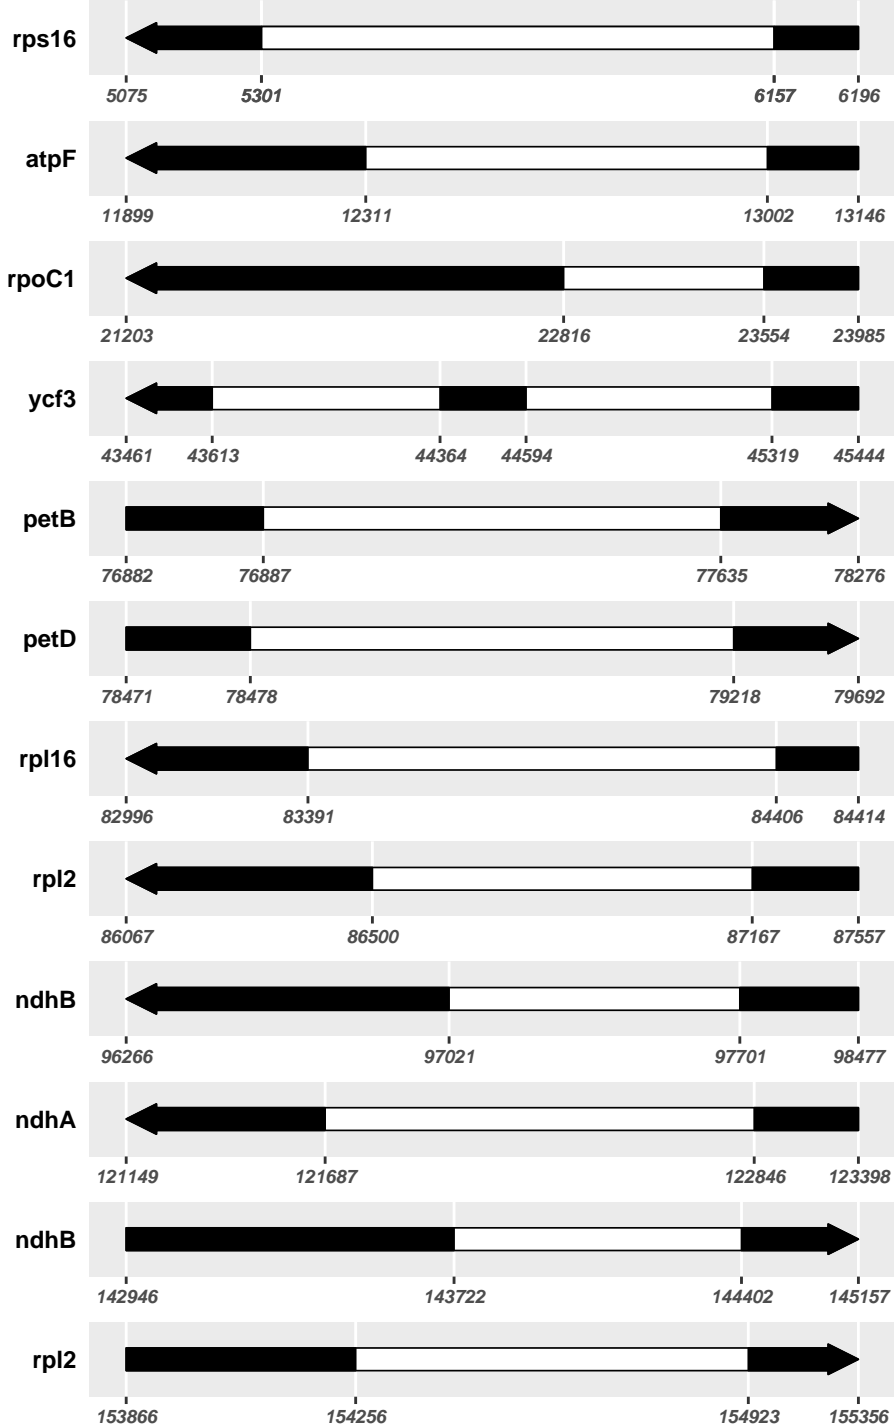 rps16
5075 5301 6157 6196
atpF
11899 12311 13002 13146
rpoC1
21203 22816 23554 23985
ycf3
43461 43613 44364 44594 45319 45444
petB
76882 76887 77635 78276
petD
78471 78478 79218 79692
rpl16
82996 83391 84406 84414
rpl2
86067 86500 87167 87557
ndhB
96266 97021 97701 98477
ndhA
121149 121687 122846 123398
ndhB
142946 143722 144402 145157
rpl2
153866 154256 154923 155356